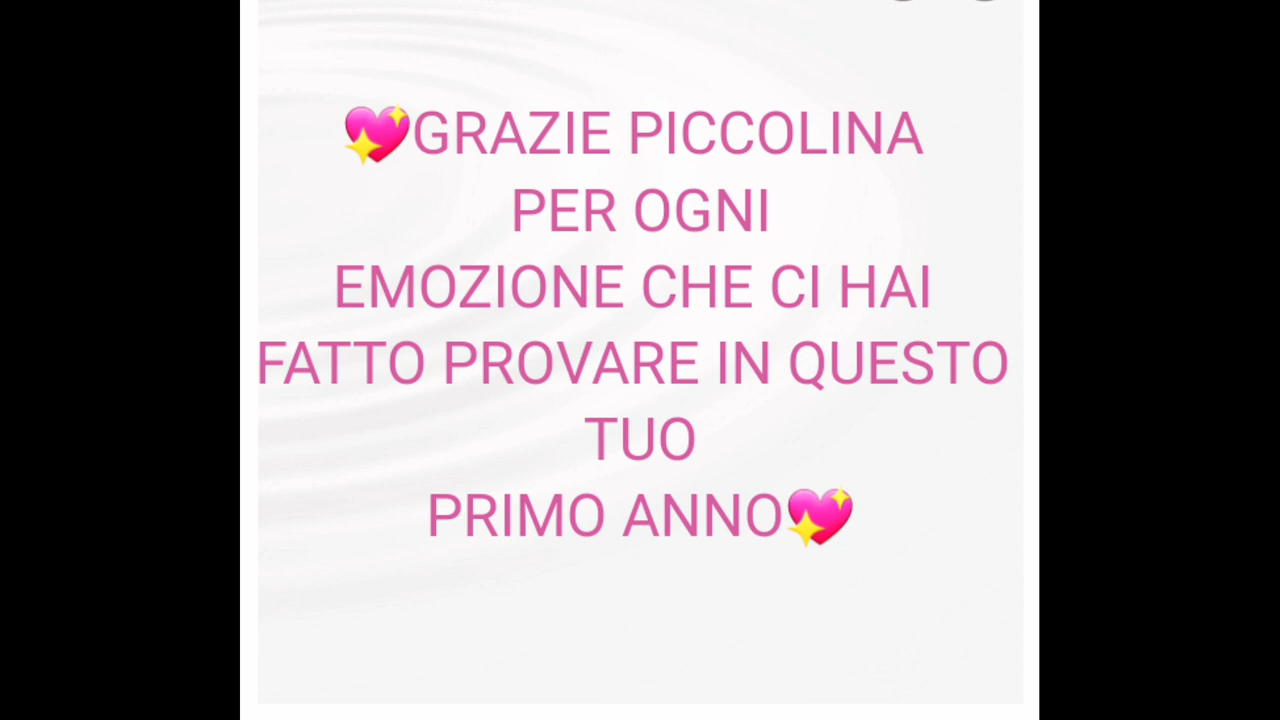 💖GRAZIE PICCOLINA
PER OGNI
EMOZIONE CHE CI HAI
FATTO PROVARE IN QUESTO
TUO
PRIMO ANNO💖